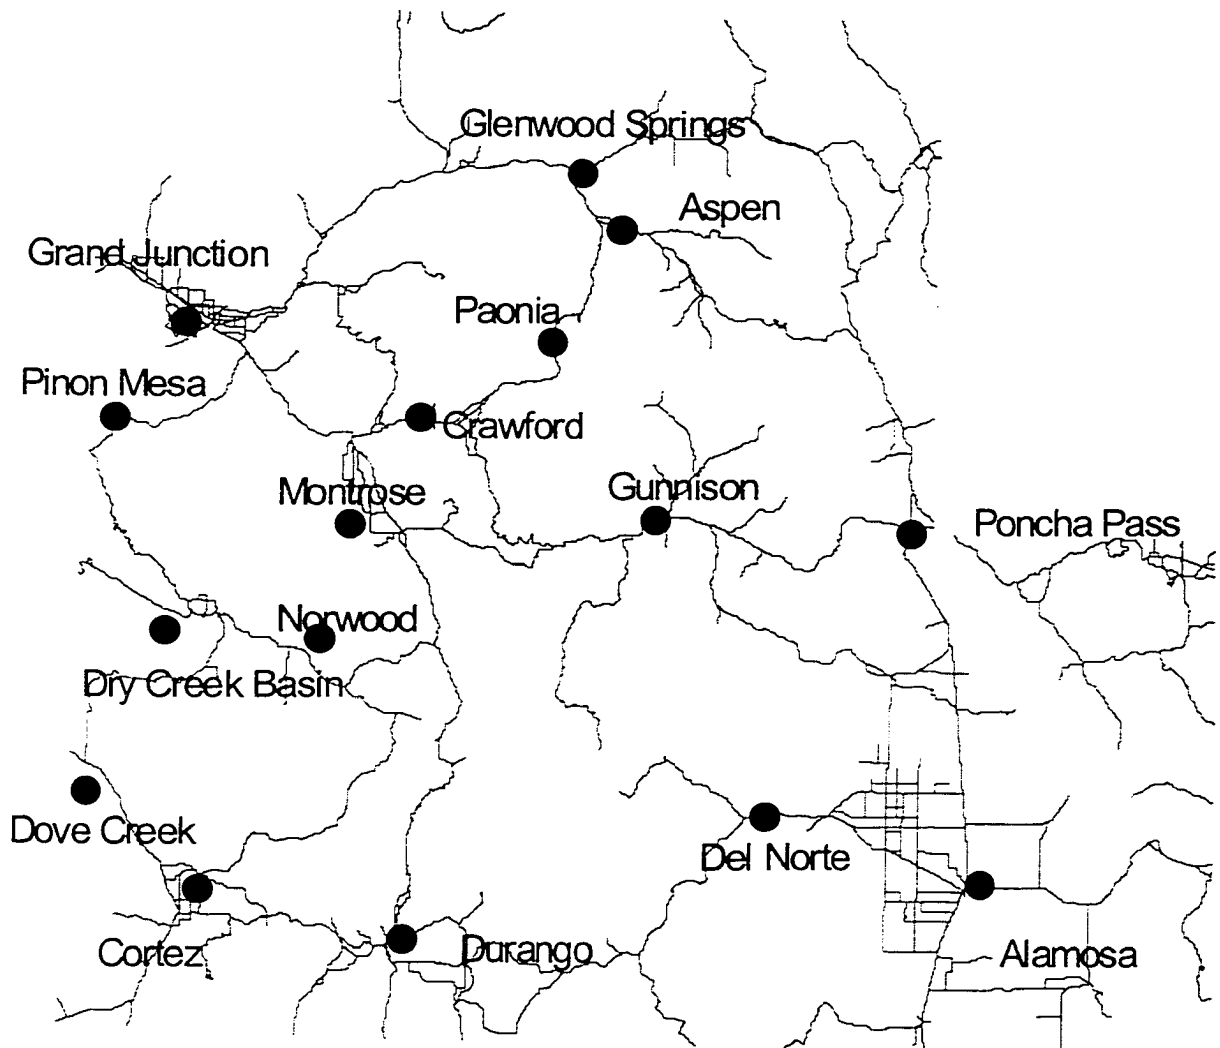 Glenwood Springs
Aspen
Grand Junction
Paonia
Pinon Mesa
Crawford
Montrose
Gunnison
Poncha Pass
Norwood
Dry Creek Basin
Dove Creek
Del Norte
Cortez
Durango
Alamosa